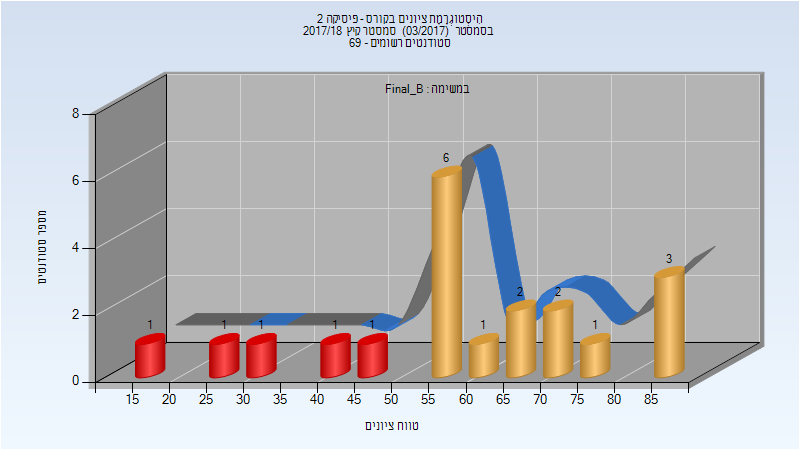 היסטוגרמת ציונים בקורס - פיסיקה 2
בסמסטר (03/2017) סמסטר קיץ 2017/18
סטודנטים רשומים - 69
במשימה : Final_B
8
6
4
2
0
מספר סטודנטים
1
1
1
1
1
6
1
2
2
1
3
15 20 25 30 35 40 45 50 55 60 65 70 75 80 85
טווח ציונים